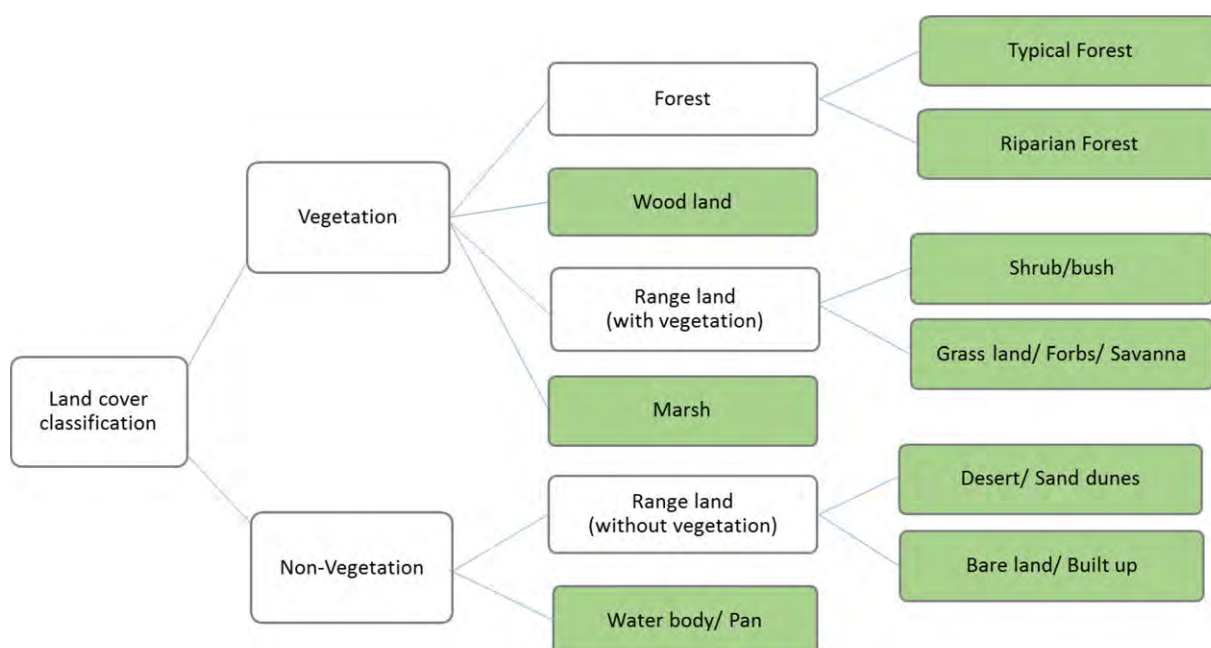 Typical Forest
Forest
Riparian Forest
Vegetation
Wood land
Shrub/bush
Range land
(with vegetation)
Grass land/ Forbs/ Savanna
Land cover
classification
Marsh
Desert/ Sand dunes
Range land
(without vegetation)
Non-Vegetation
Bare land/ Built up
Water body/ Pan